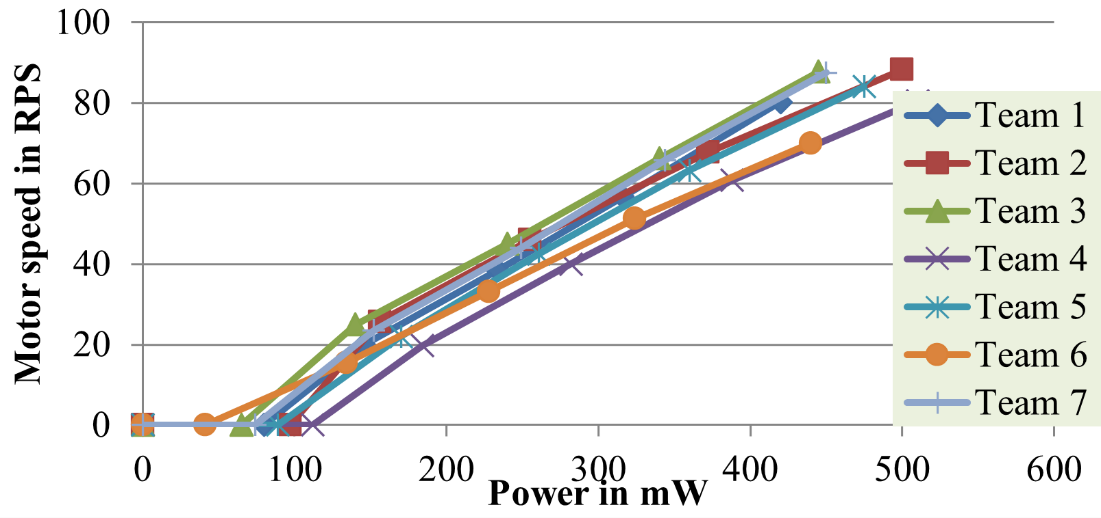 Motor speed in RPS
100
80
60
40
20
0
0 100 200 300 400 500 600
Power in mW
Team 1
Team 2
Team 3
Team 4
Team 5
Team 6
Team 7